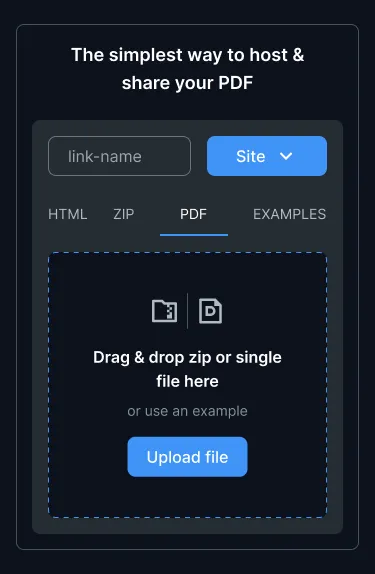 The simplest way to host &
share your PDF
link-name
Site
HTML ZIP PDF EXAMPLES
D
Drag & drop zip or single
file here
or use an example
Upload file